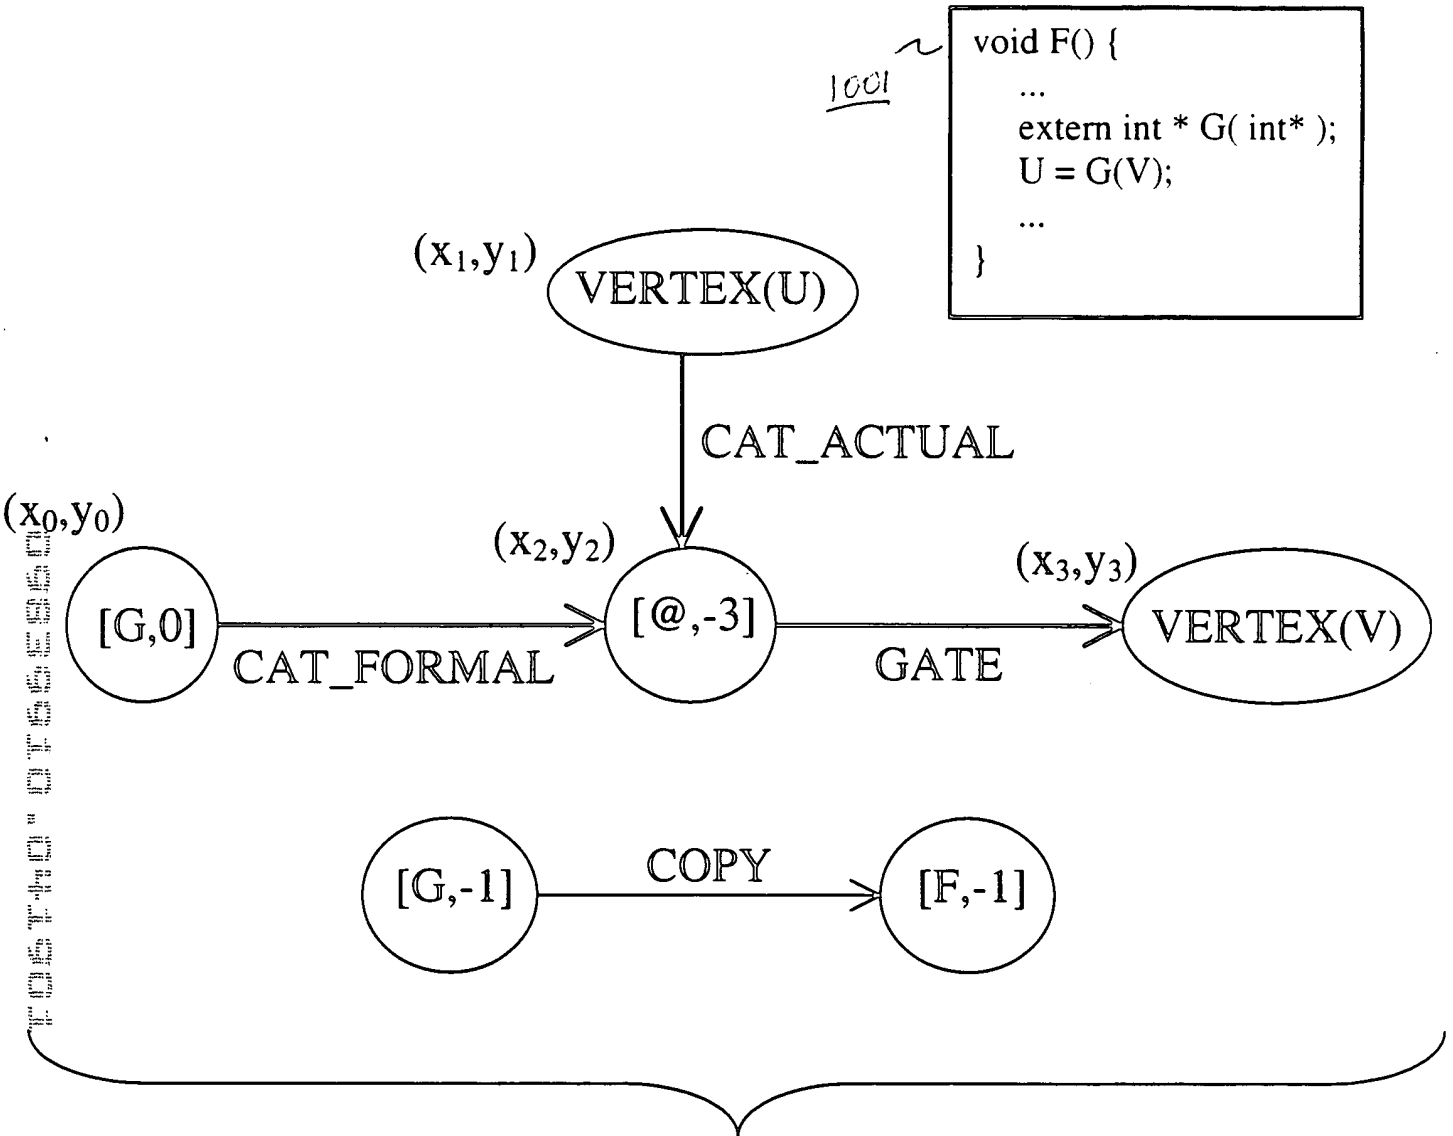 void F() {
...
extern int * G( int* );
U = G(V);
...
}
1001
(x1,y1)
VERTEX(U)
CAT_ACTUAL
(x0,y0)
(x2,y2)
(x3,y3)
[G,0]
CAT_FORMAL
[@,-3]
GATE
VERTEX(V)
[G,-1]
COPY
[F,-1]